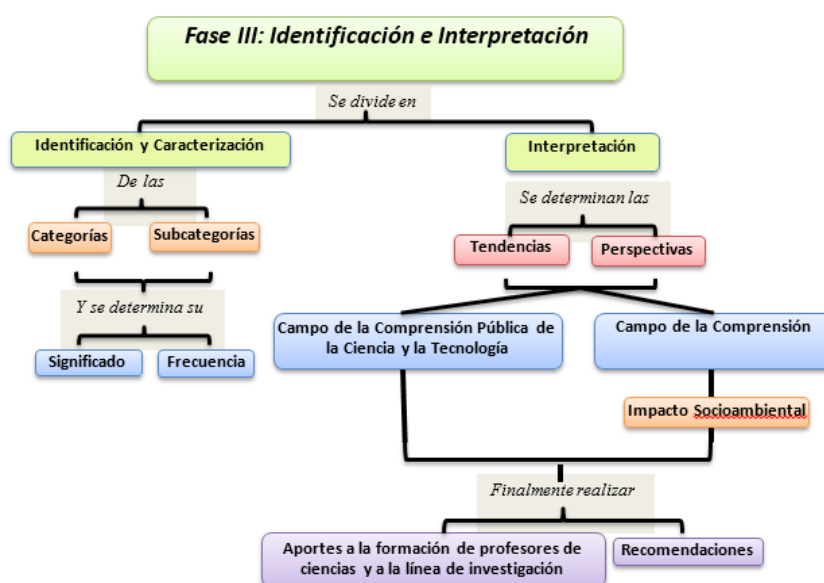 Fase III: Identificación e Interpretación
Se divide en
Identificación y Caracterización
Interpretación
De las
Se determinan las
Categorías
Subcategorías
Tendencias
Perspectivas
Y se determina su
Campo de la Comprensión Pública de
la Ciencia y la Tecnología
Campo de la Comprensión
Significado
Frecuencia
Impacto Socioambiental
Finalmente realizar
Aportes a la formación de profesores de
ciencias y a la línea de investigación
Recomendaciones